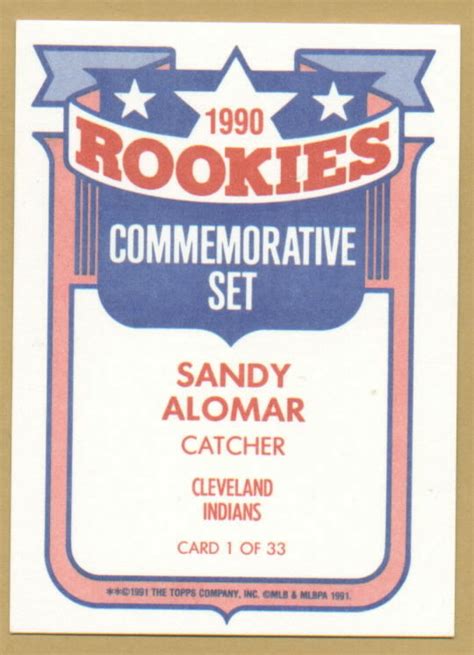 1990
ROOKIES
COMMEMORATIVE
SET
SANDY
ALOMAR
CATCHER
CLEVELAND
INDIANS
CARD 1 OF 33
**©1991 THE TOPPS COMPANY, INC. ©MLB & MLBPA 1991.